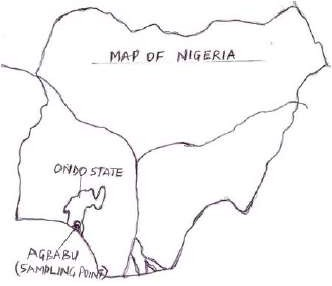 MAP OF NIGERIA
ONDO STATE
AGBABU
(SAMPLING POINT)